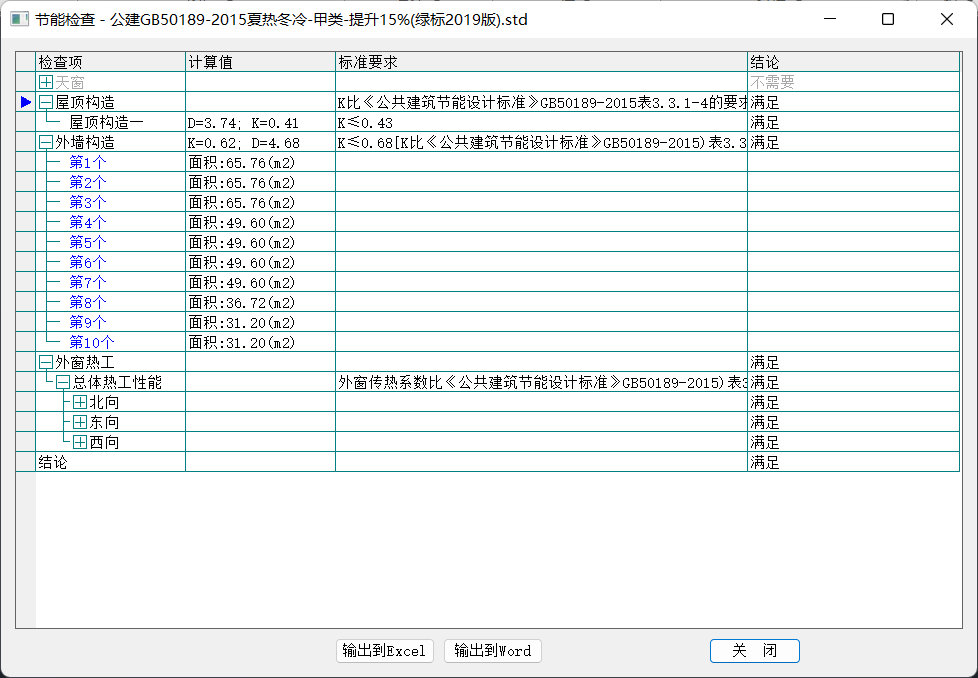 节能检查 - 公建GB50189-2015夏热冬冷-甲类-提升15%(绿标2019版).std
检查项 计算值 标准要求 结论
天窗 不需要
屋顶构造 K比《公共建筑节能设计标准》GB50189-2015表3.3.1-4的要求 满足
屋顶构造一 D=3.74; K=0.41 K≤0.43 满足
外墙构造 K=0.62; D=4.68 K≤0.68[K比《公共建筑节能设计标准》GB50189-2015)表3.3 满足
第1个 面积:65.76(m2)
第2个 面积:65.76(m2)
第3个 面积:65.76(m2)
第4个 面积:49.60(m2)
第5个 面积:49.60(m2)
第6个 面积:49.60(m2)
第7个 面积:49.60(m2)
第8个 面积:36.72(m2)
第9个 面积:31.20(m2)
第10个 面积:31.20(m2)
外窗热工 满足
总体热工性能 外窗传热系数比《公共建筑节能设计标准》GB50189-2015)表3 满足
北向 满足
东向 满足
西向 满足
结论 满足
输出到Excel 输出到Word 关 闭